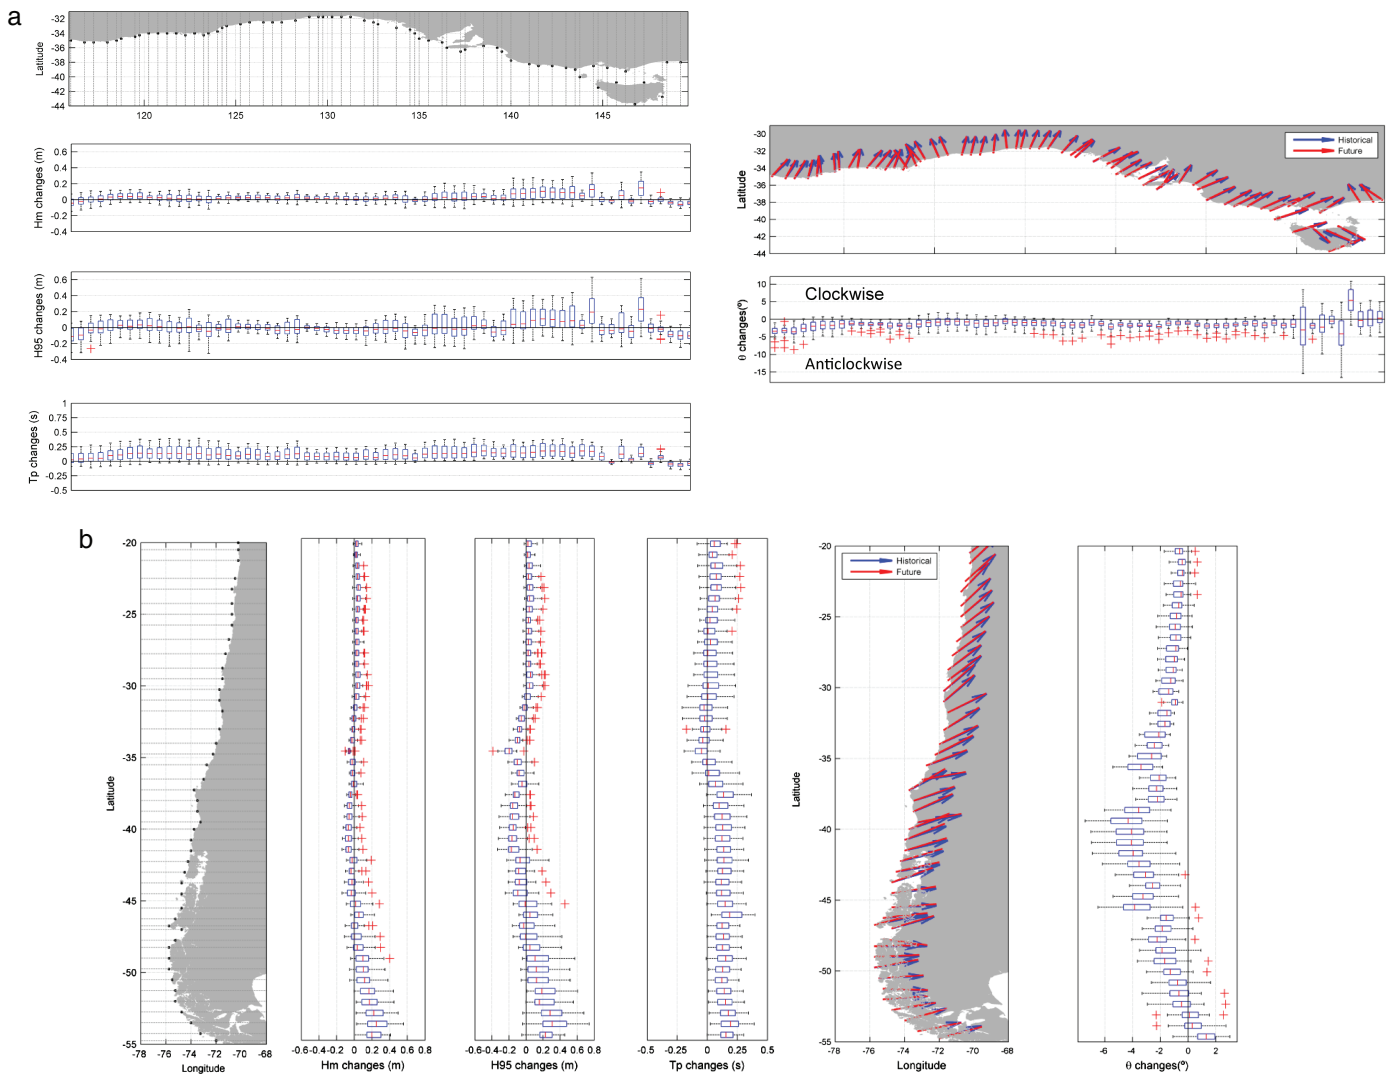 a
-32
-34
-36
-38
-40
-42
-44
Latitude
120
125
130
135
140
145
0.6
0.4
0.2
0
-0.2
-0.4
Hm changes (m)
0.6
0.4
0.2
0
-0.2
-0.4
H95 changes (m)
1
0.75
0.5
0.25
0
-0.25
-0.5
Tp changes (s)
-30
-32
-34
-36
-38
-40
-42
-44
Latitude
Historical
Future
10
5
0
-5
-10
-15
θ changes(º)
Clockwise
Anticlockwise
b
-20
-25
-30
-35
-40
-45
-50
-55
Latitude
-78 -76 -74 -72 -70 -68
Longitude
-0.6-0.4-0.2 0 0.2 0.4 0.6 0.8
Hm changes (m)
-0.6-0.4-0.2 0 0.2 0.4 0.6 0.8
H95 changes (m)
-0.5 -0.25 0 0.25 0.5
Tp changes (s)
-20
-25
-30
-35
-40
-45
-50
-55
Latitude
Historical
Future
-78 -76 -74 -72 -70 -68
Longitude
-6 -4 -2 0 2
θ changes(º)